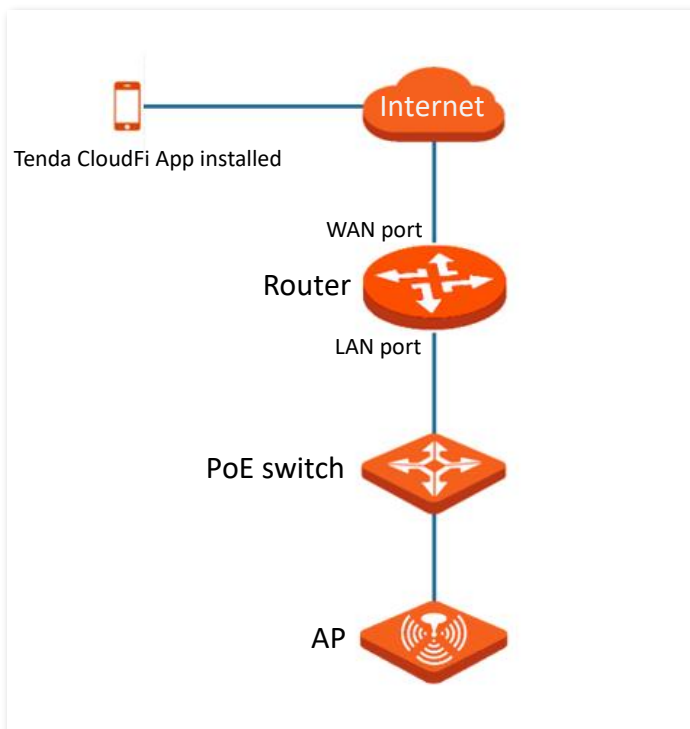 Internet
Tenda CloudFi App installed
WAN port
Router
LAN port
PoE switch
AP